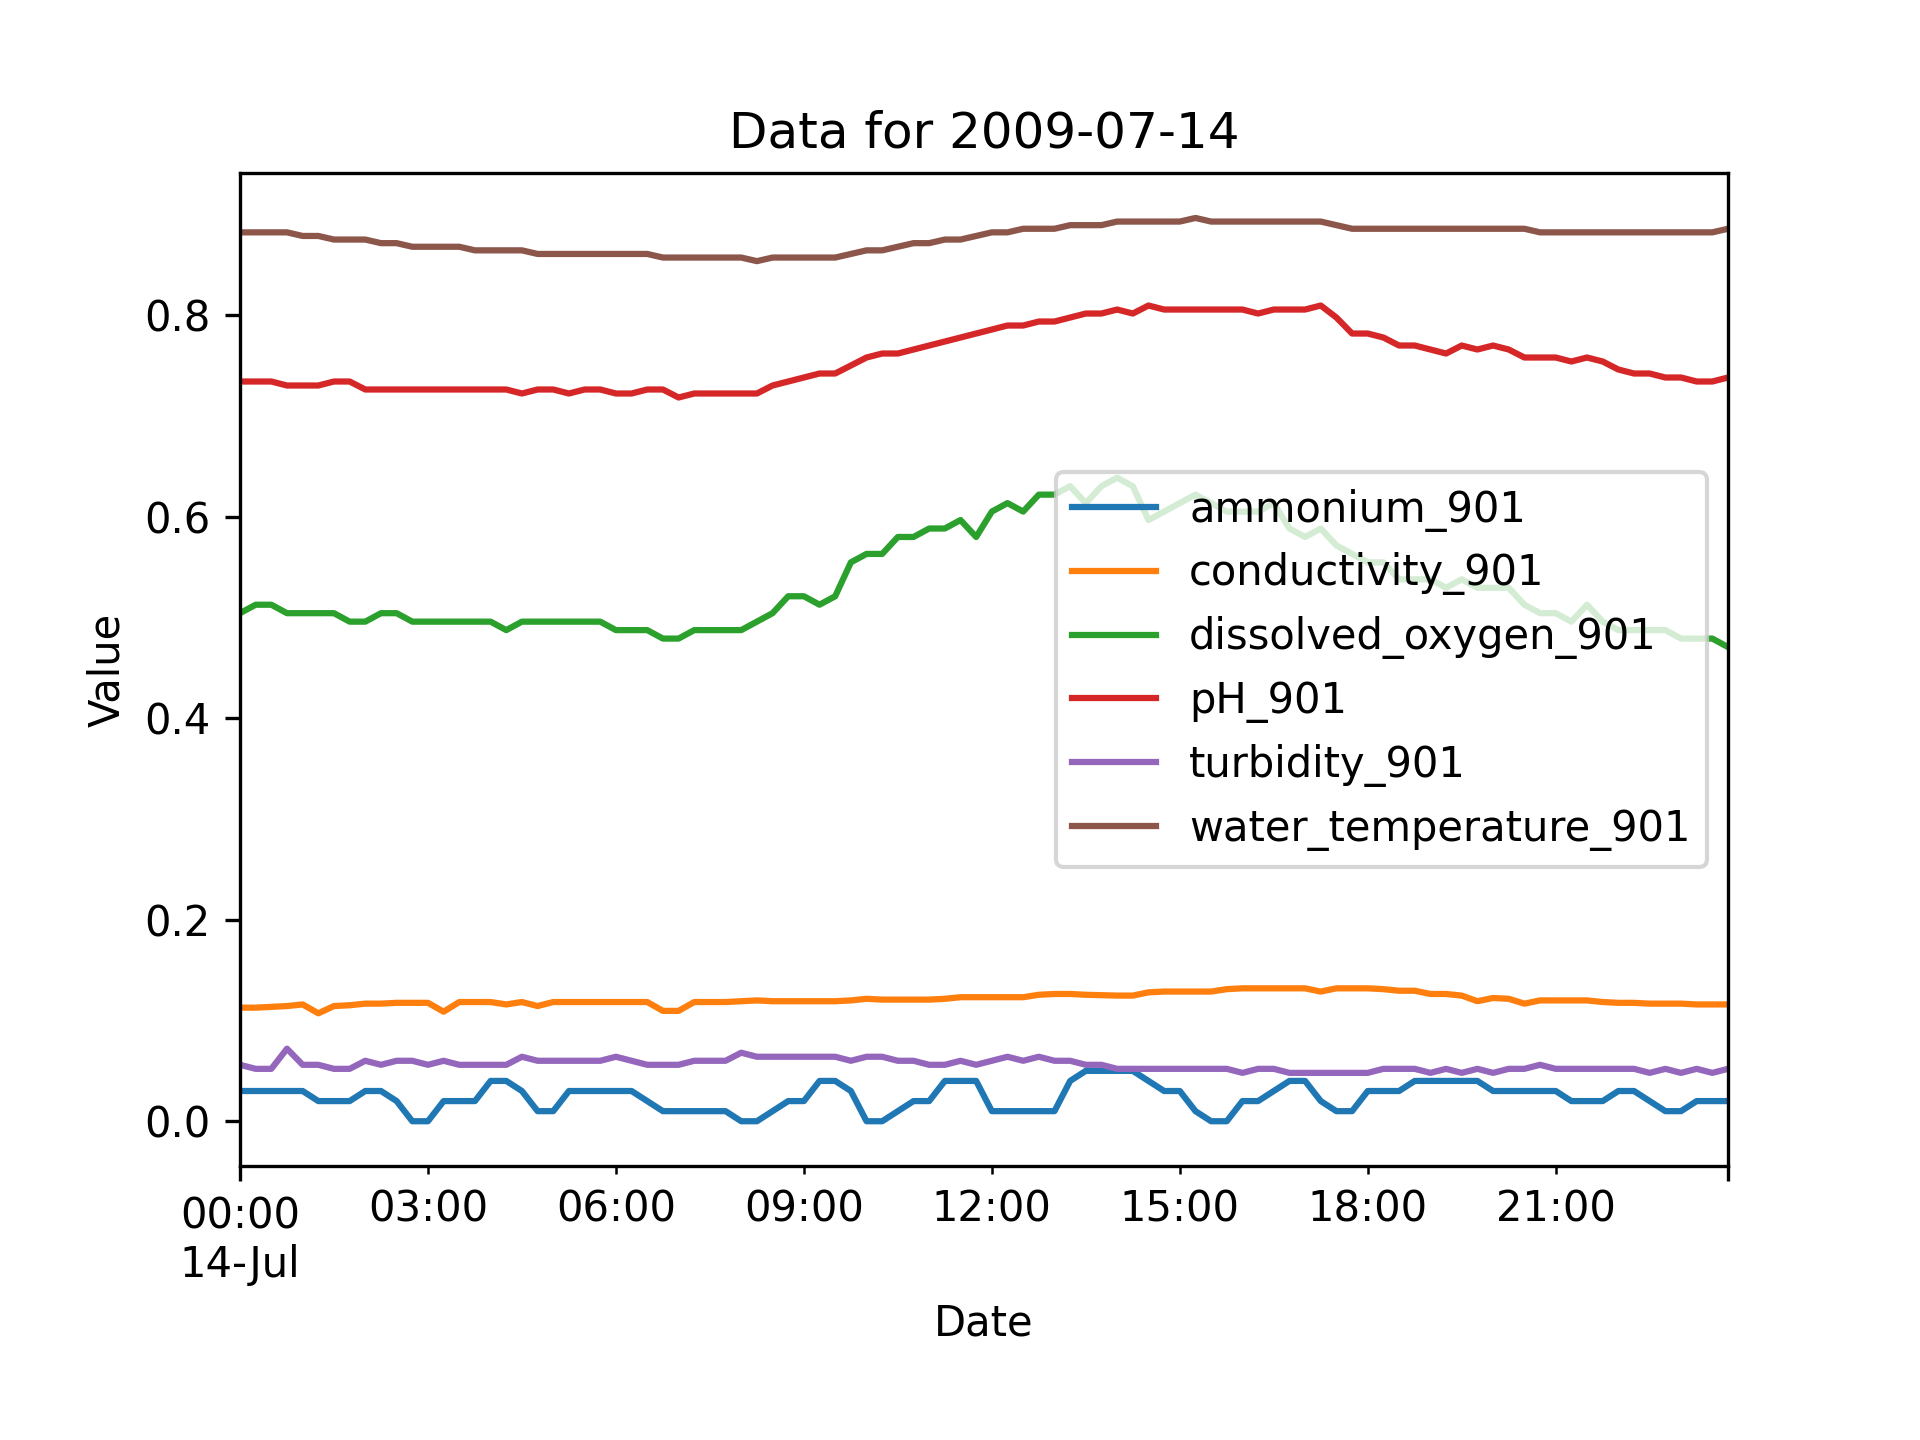 Data for 2009-07-14
Value
0.8
0.6
0.4
0.2
0.0
ammonium_901
conductivity_901
dissolved_oxygen_901
pH_901
turbidity_901
water_temperature_901
00:00 03:00 06:00 09:00 12:00 15:00 18:00 21:00
14-Jul
Date